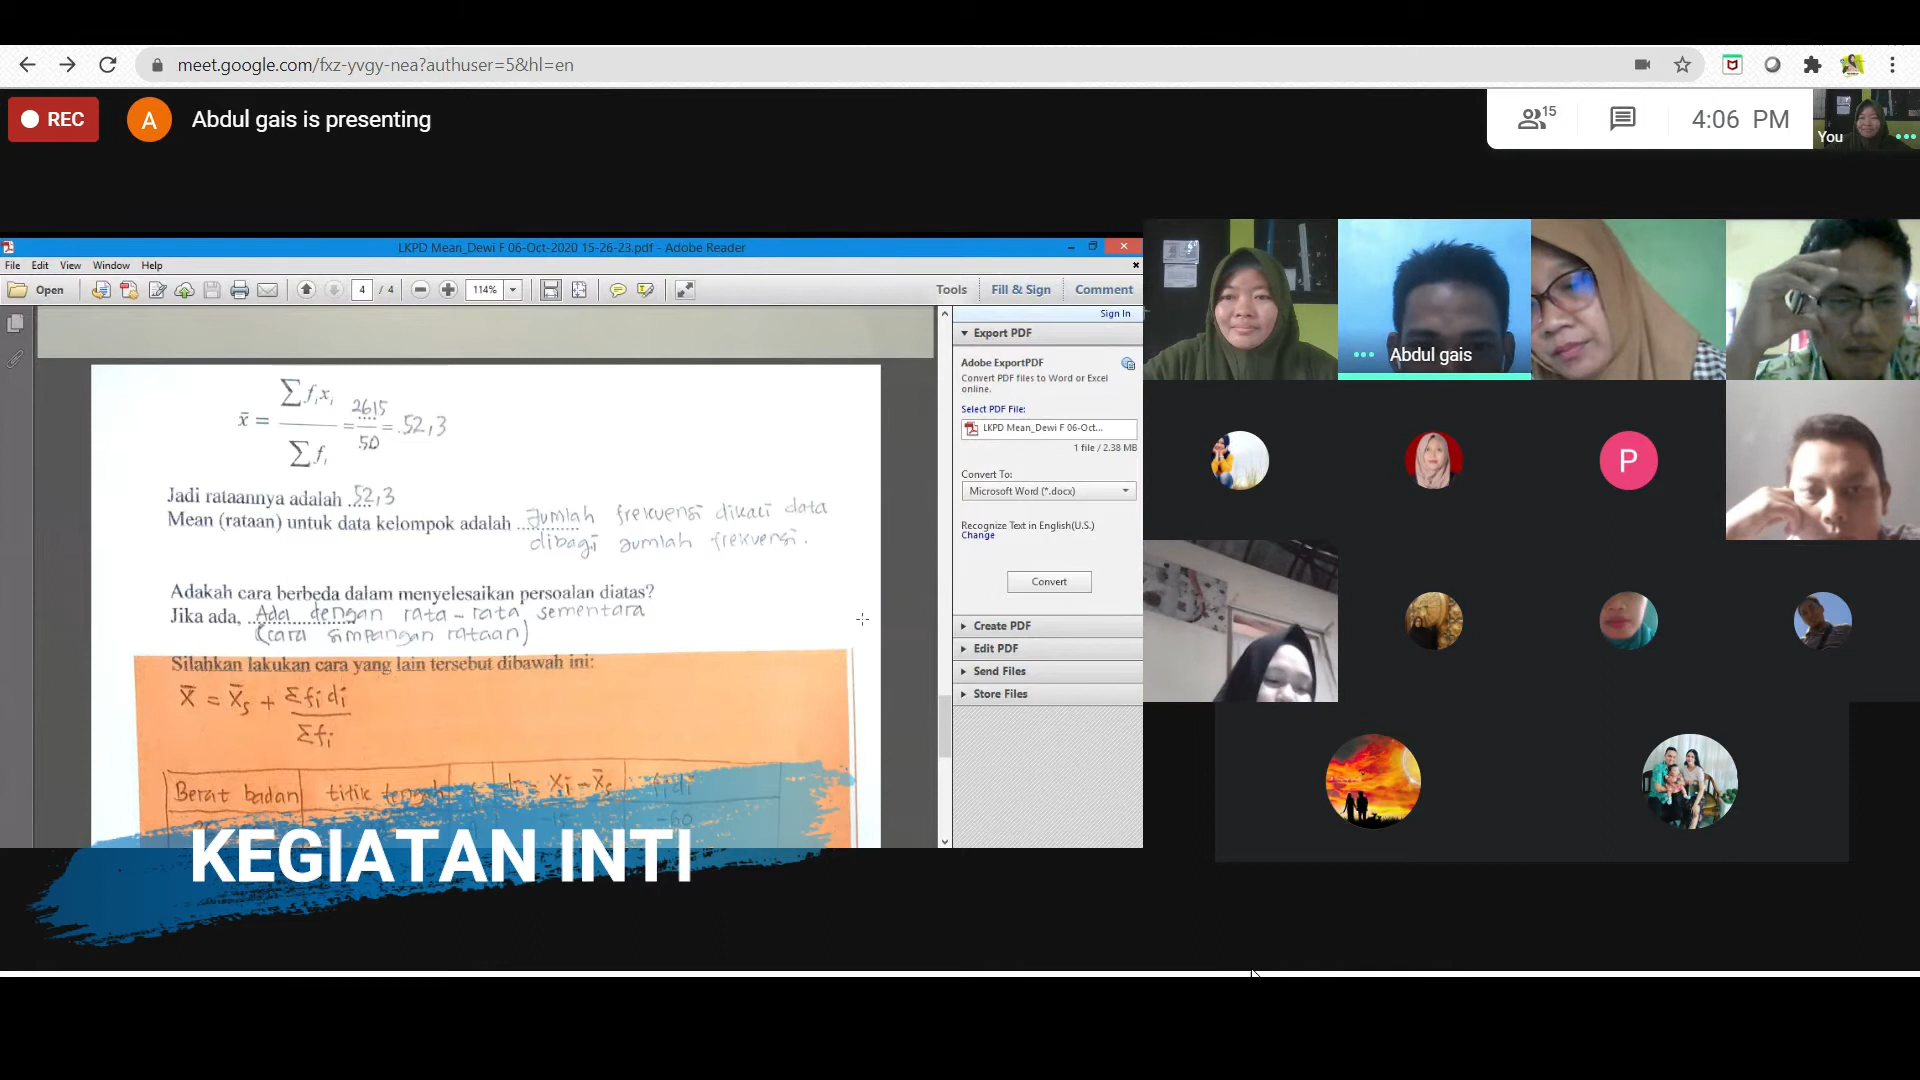 meet.google.com/fxz-yvgy-nea?authuser=5&hl=en
REC
A
Abdul gais is presenting
15
4:06 PM
You
LKPD Mean_Dewi F 06-Oct-2020 15-26-23.pdf - Adobe Reader
File Edit View Window Help
Open
4 / 4
114%
Tools Fill & Sign Comment
Sign In
Export PDF
Adobe ExportPDF
Convert PDF files to Word or Excel
online.
Select PDF File:
LKPD Mean_Dewi F 06-Oct...
1 file / 2.38 MB
Convert To:
Microsoft Word (*.docx)
Recognize Text in English(U.S.)
Change
Convert
Create PDF
Edit PDF
Send Files
Store Files
x̄ = ∑ fᵢxᵢ / ∑ fᵢ = 2615 / 50 = 52,3
Jadi rataannya adalah 52,3
Mean (rataan) untuk data kelompok adalah Jumlah frekuensi dikali data
dibagi Jumlah frekuensi.
Adakah cara berbeda dalam menyelesaikan persoalan diatas?
Jika ada, Ada dengan rata - rata sementara
(cara simpangan rataan)
Silahkan lakukan cara yang lain tersebut dibawah ini:
X̄ = X̄s + Σfidi / Σfi
Berat badan titik tengah di = Xi - X̄s fidi
-15 -60
KEGIATAN INTI
Abdul gais
P